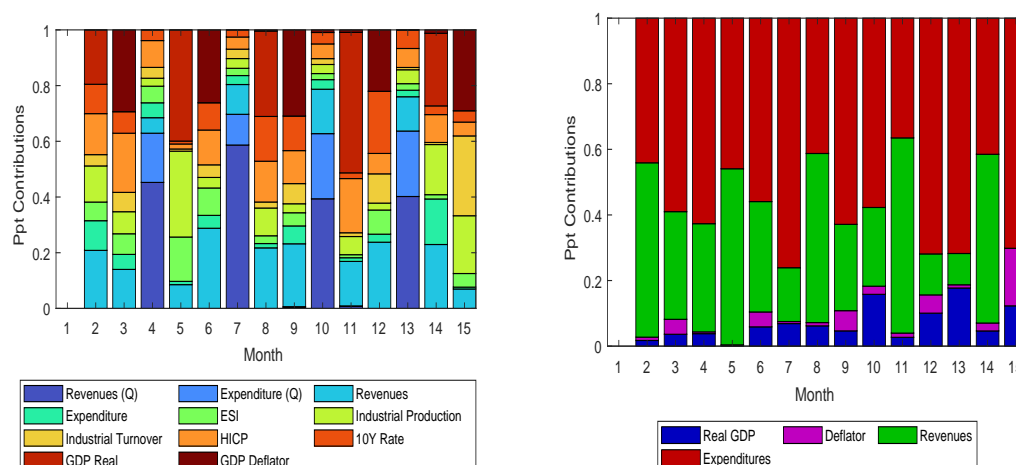 1
0.8
0.6
0.4
0.2
0
Ppt Contributions
1 2 3 4 5 6 7 8 9 10 11 12 13 14 15
Month
Revenues (Q) Expenditure (Q) Revenues
Expenditure ESI Industrial Production
Industrial Turnover HICP 10Y Rate
GDP Real GDP Deflator
1
0.8
0.6
0.4
0.2
0
Ppt Contributions
1 2 3 4 5 6 7 8 9 10 11 12 13 14
Month
Real GDP Deflator Revenues
Expenditures